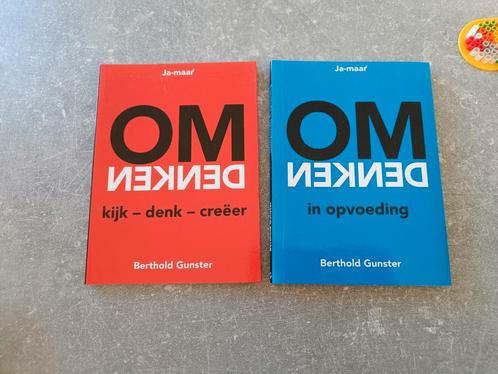 Ja-maar
OM
DENKEN
kijk – denk – creëer
Berthold Gunster
Ja-maar
OM
DENKEN
in opvoeding
Berthold Gunster